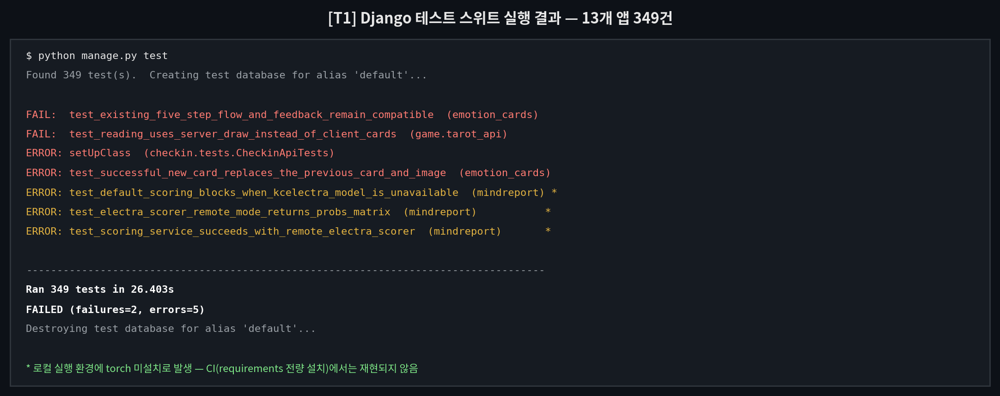 [T1] Django 테스트 스위트 실행 결과 — 13개 앱 349건
$ python manage.py test
Found 349 test(s).  Creating test database for alias 'default'...
FAIL:  test_existing_five_step_flow_and_feedback_remain_compatible  (emotion_cards)
FAIL:  test_reading_uses_server_draw_instead_of_client_cards  (game.tarot_api)
ERROR: setUpClass  (checkin.tests.CheckinApiTests)
ERROR: test_successful_new_card_replaces_the_previous_card_and_image  (emotion_cards)
ERROR: test_default_scoring_blocks_when_kcelectra_model_is_unavailable  (mindreport) *
ERROR: test_electra_scorer_remote_mode_returns_probs_matrix  (mindreport)           *
ERROR: test_scoring_service_succeeds_with_remote_electra_scorer  (mindreport)       *
------------------------------------------------------------------------------------
Ran 349 tests in 26.403s
FAILED (failures=2, errors=5)
Destroying test database for alias 'default'...
* 로컬 실행 환경에 torch 미설치로 발생 — CI(requirements 전량 설치)에서는 재현되지 않음